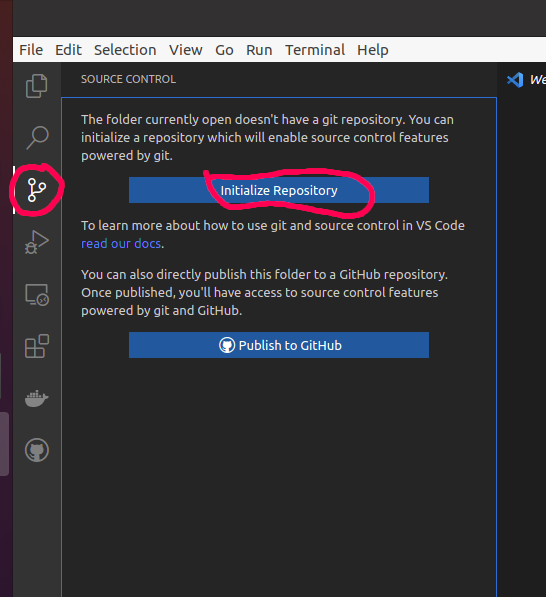 File Edit Selection View Go Run Terminal Help
SOURCE CONTROL
We
The folder currently open doesn't have a git repository. You can
initialize a repository which will enable source control features
powered by git.
Initialize Repository
To learn more about how to use git and source control in VS Code
read our docs.
You can also directly publish this folder to a GitHub repository.
Once published, you'll have access to source control features
powered by git and GitHub.
Publish to GitHub